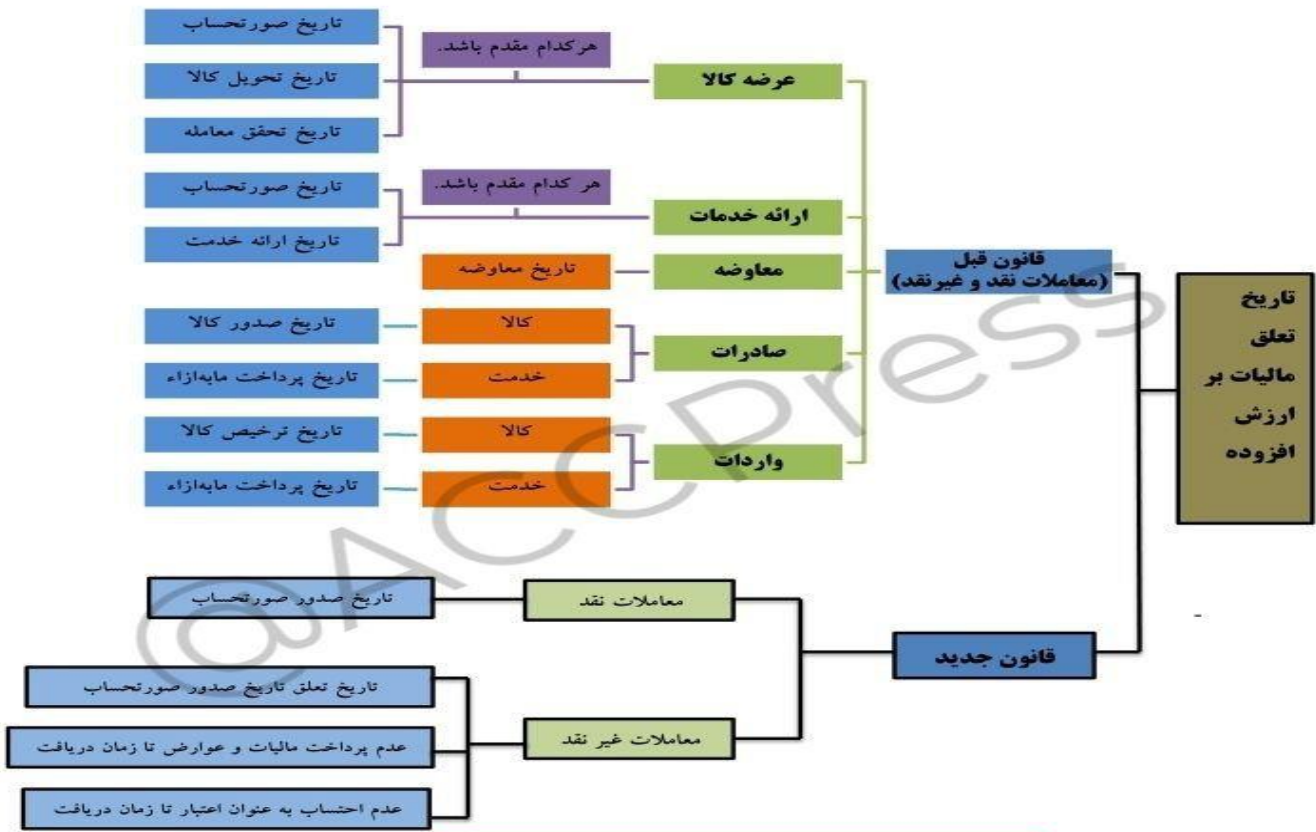 تاریخ
تعلق
مالیات بر
ارزش
افزوده
قانون قبل
(معاملات نقد و غیرنقد)
عرضه کالا
هرکدام مقدم باشد.
تاریخ صورتحساب
تاریخ تحویل کالا
تاریخ تحقق معامله
ارائه خدمات
هر کدام مقدم باشد.
تاریخ صورتحساب
تاریخ ارائه خدمت
معاوضه
تاریخ معاوضه
صادرات
کالا
تاریخ صدور کالا
خدمت
تاریخ پرداخت مابه‌ازاء
واردات
کالا
تاریخ ترخیص کالا
خدمت
تاریخ پرداخت مابه‌ازاء
قانون جدید
معاملات نقد
تاریخ صدور صورتحساب
معاملات غیر نقد
تاریخ تعلق تاریخ صدور صورتحساب
عدم پرداخت مالیات و عوارض تا زمان دریافت
عدم احتساب به عنوان اعتبار تا زمان دریافت
-
@ACCPress